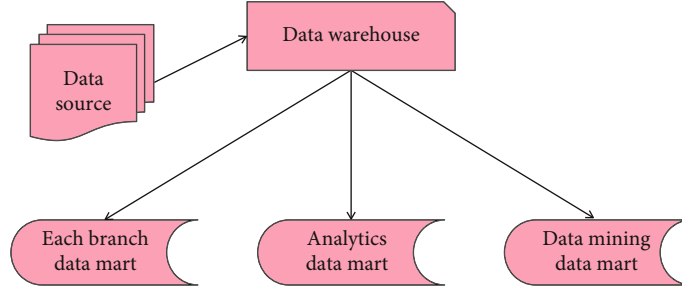 Data warehouse
Data
source
Each branch
data mart
Analytics
data mart
Data mining
data mart